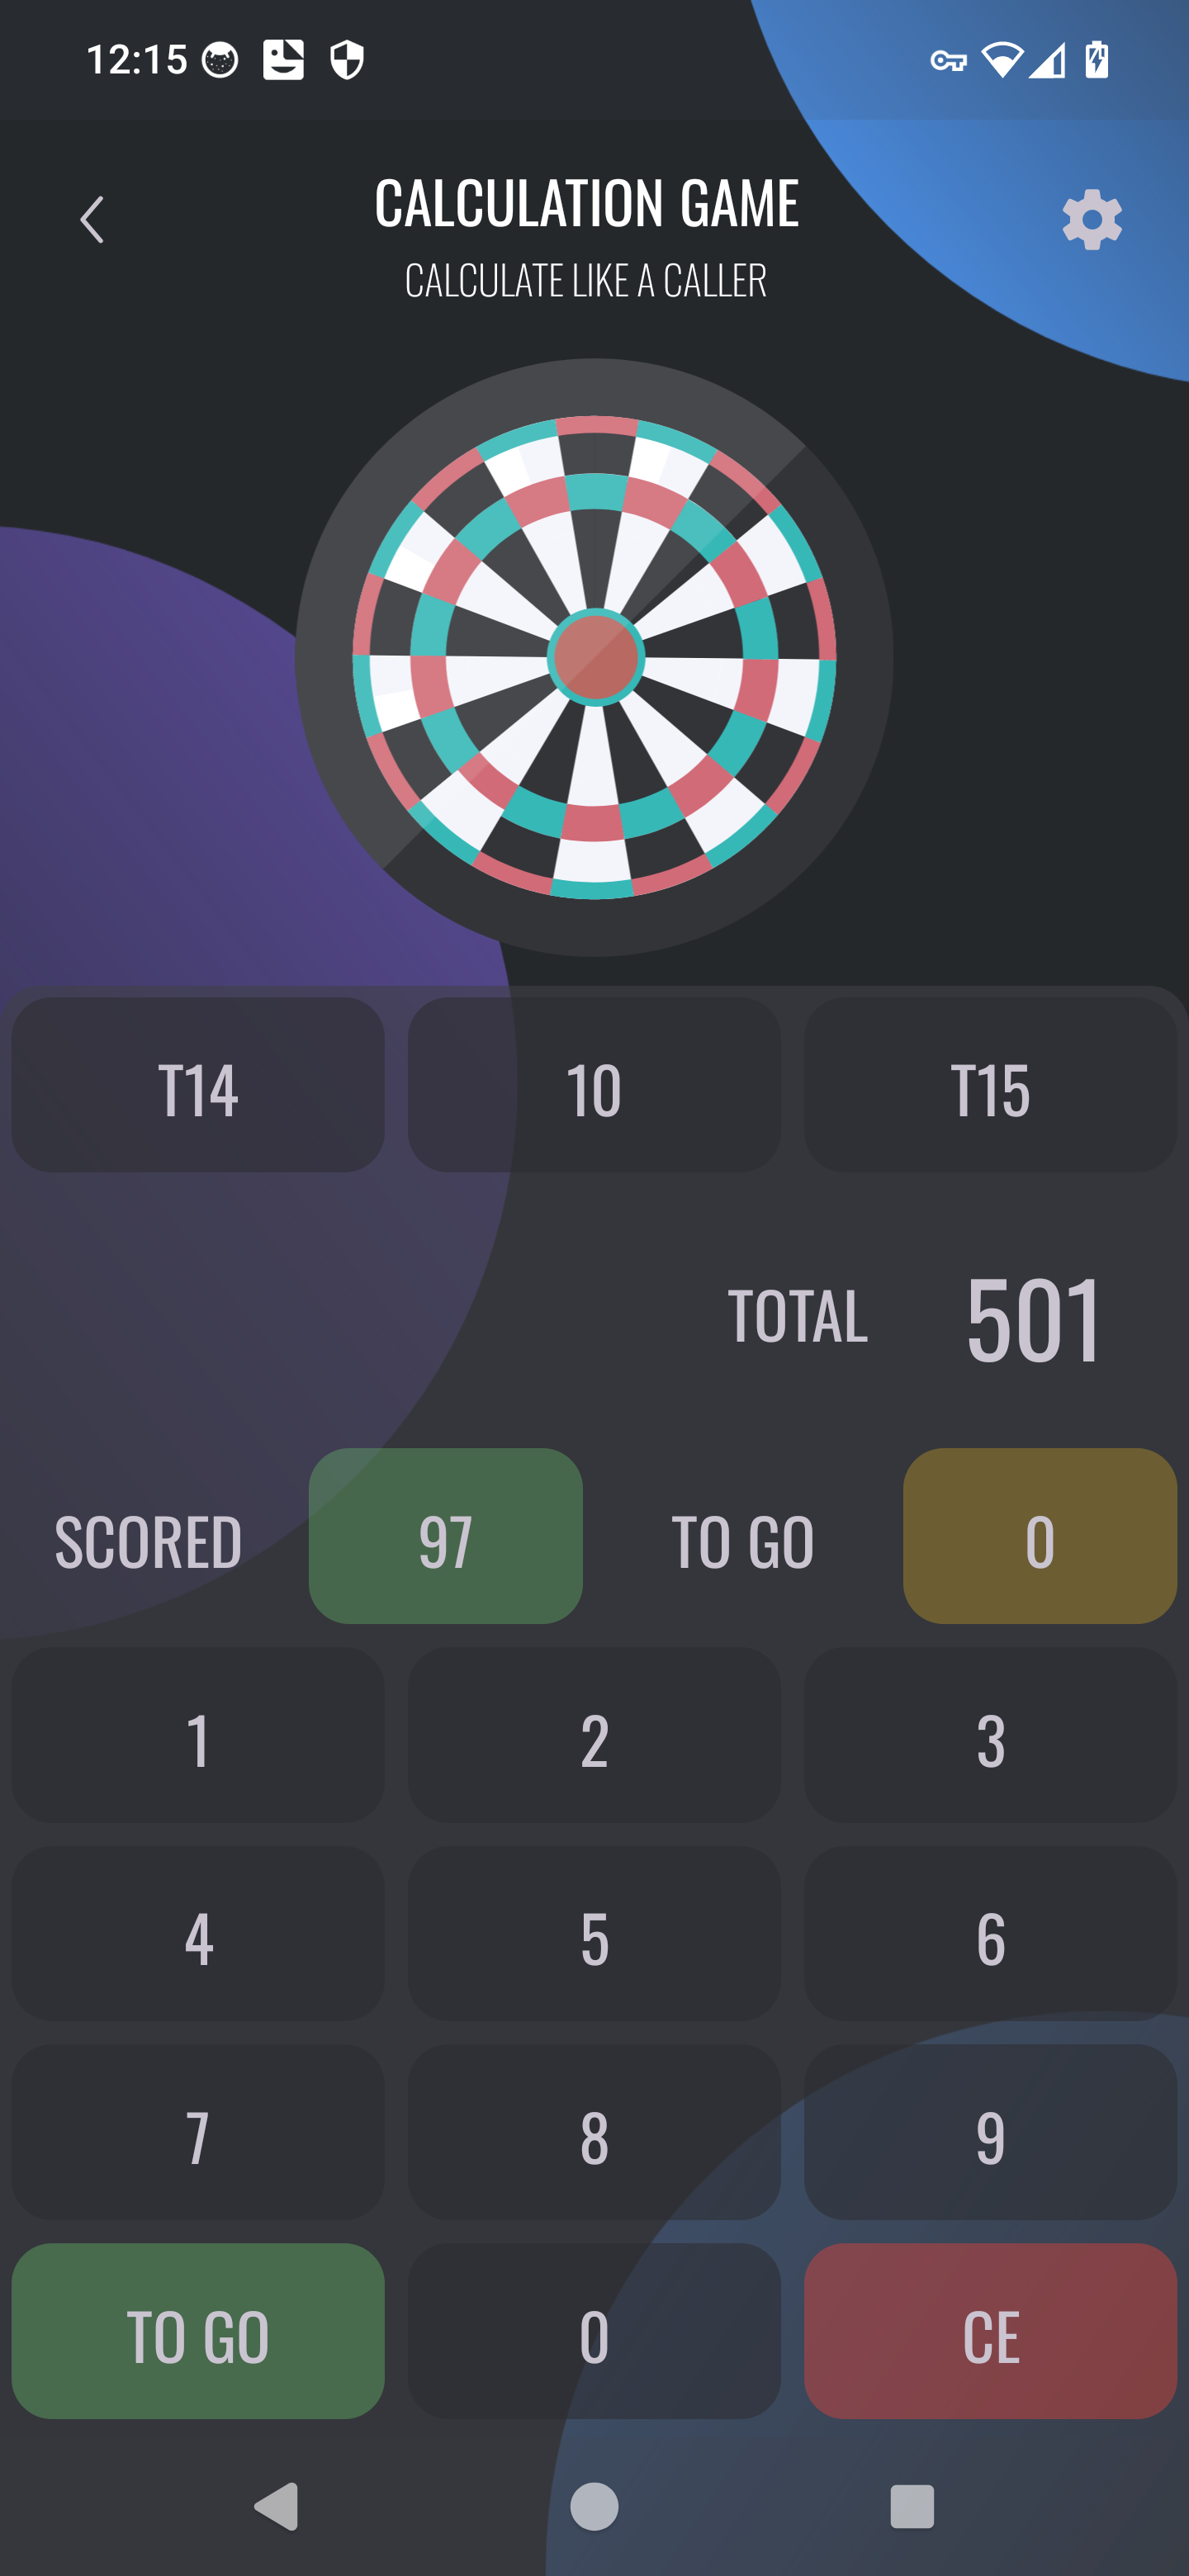 12:15
CALCULATION GAME
CALCULATE LIKE A CALLER
T14 10 T15
TOTAL 501
SCORED 97 TO GO 0
1 2 3
4 5 6
7 8 9
TO GO 0 CE